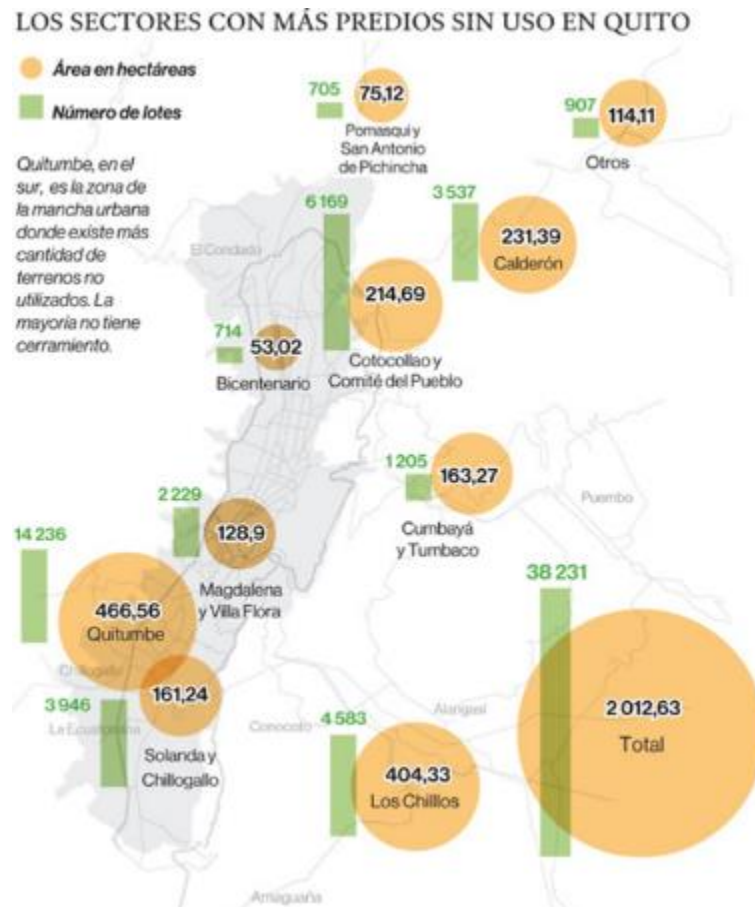 LOS SECTORES CON MÁS PREDIOS SIN USO EN QUITO
Área en hectáreas
Número de lotes
Quitumbe, en el
sur, es la zona de
la mancha urbana
donde existe más
cantidad de
terrenos no
utilizados. La
mayoría no tiene
cerramiento.
705
75,12
Pomasqui y
San Antonio
de Pichincha
907
114,11
Otros
6 169
214,69
Cotocollao y
Comité del Pueblo
3 537
231,39
Calderón
El Condado
714
53,02
Bicentenario
1 205
163,27
Cumbayá
y Tumbaco
Puembo
2 229
128,9
Magdalena
y Villa Flora
14 236
466,56
Quitumbe
Chillogallo
3 946
161,24
Solanda y
Chillogallo
La Ecuatoriana
Conocoto
4 583
404,33
Los Chilllos
Alangasí
38 231
2 012,63
Total
Amaguaña